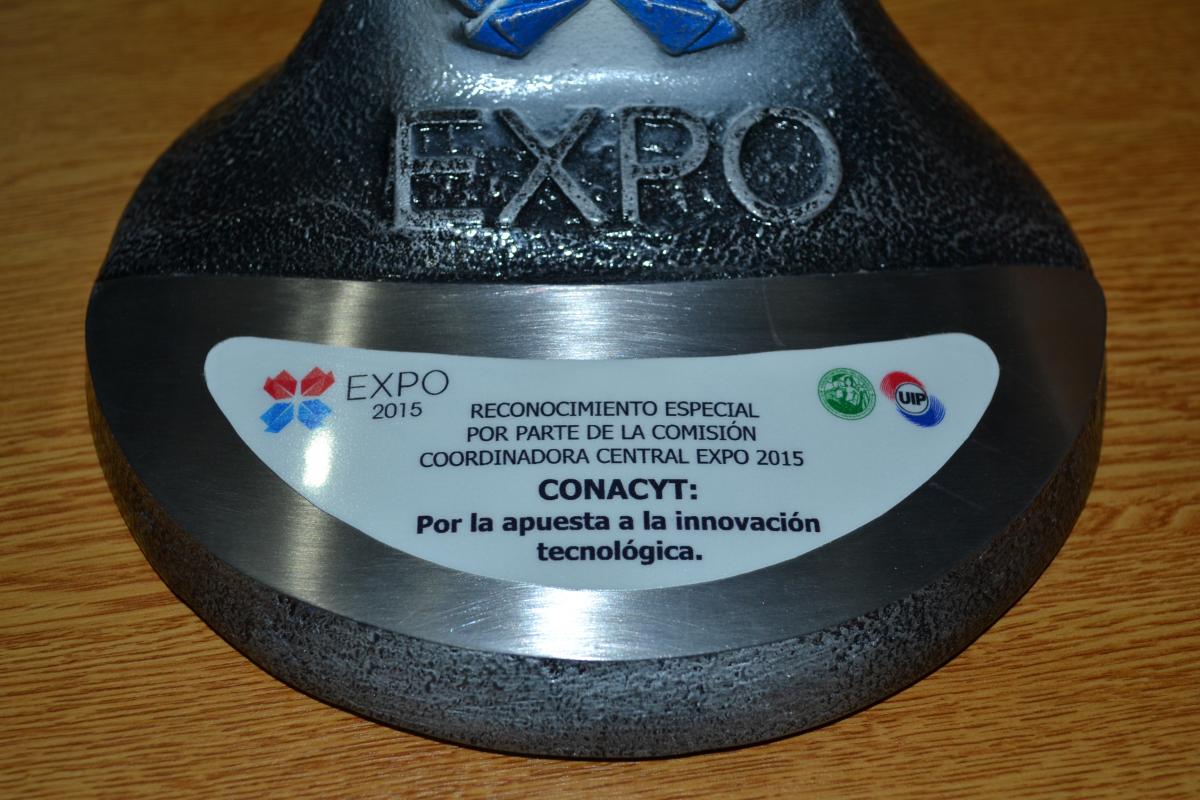 EXPO
EXPO
2015
UIP
RECONOCIMIENTO ESPECIAL
POR PARTE DE LA COMISIÓN
COORDINADORA CENTRAL EXPO 2015
CONACYT:
Por la apuesta a la innovación
tecnológica.